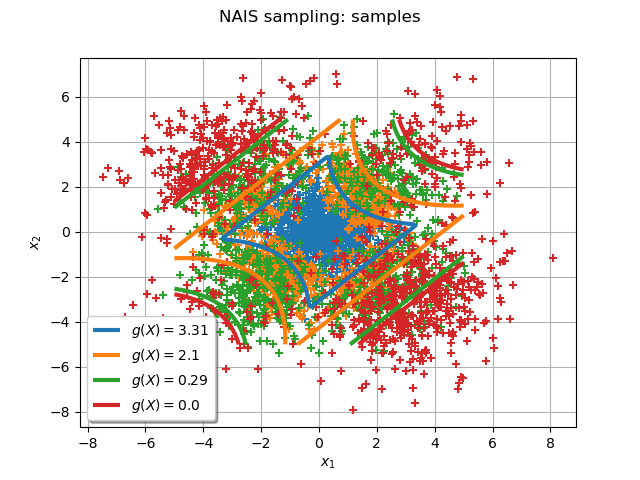 NAIS sampling: samples
x₂
6
4
2
0
−2
−4
−6
−8
g(X) = 3.31
g(X) = 2.1
g(X) = 0.29
g(X) = 0.0
−8 −6 −4 −2 0 2 4 6 8
x₁